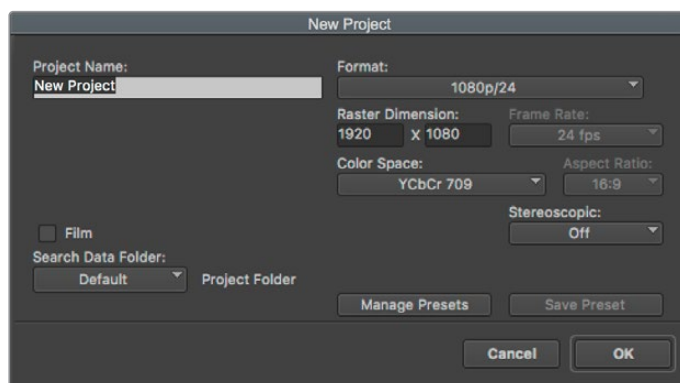 New Project
Project Name:
New Project
Format:
1080p/24
Raster Dimension:
1920 X 1080
Frame Rate:
24 fps
Color Space:
YCbCr 709
Aspect Ratio:
16:9
Stereoscopic:
Off
Film
Search Data Folder:
Default
Project Folder
Manage Presets
Save Preset
Cancel
OK